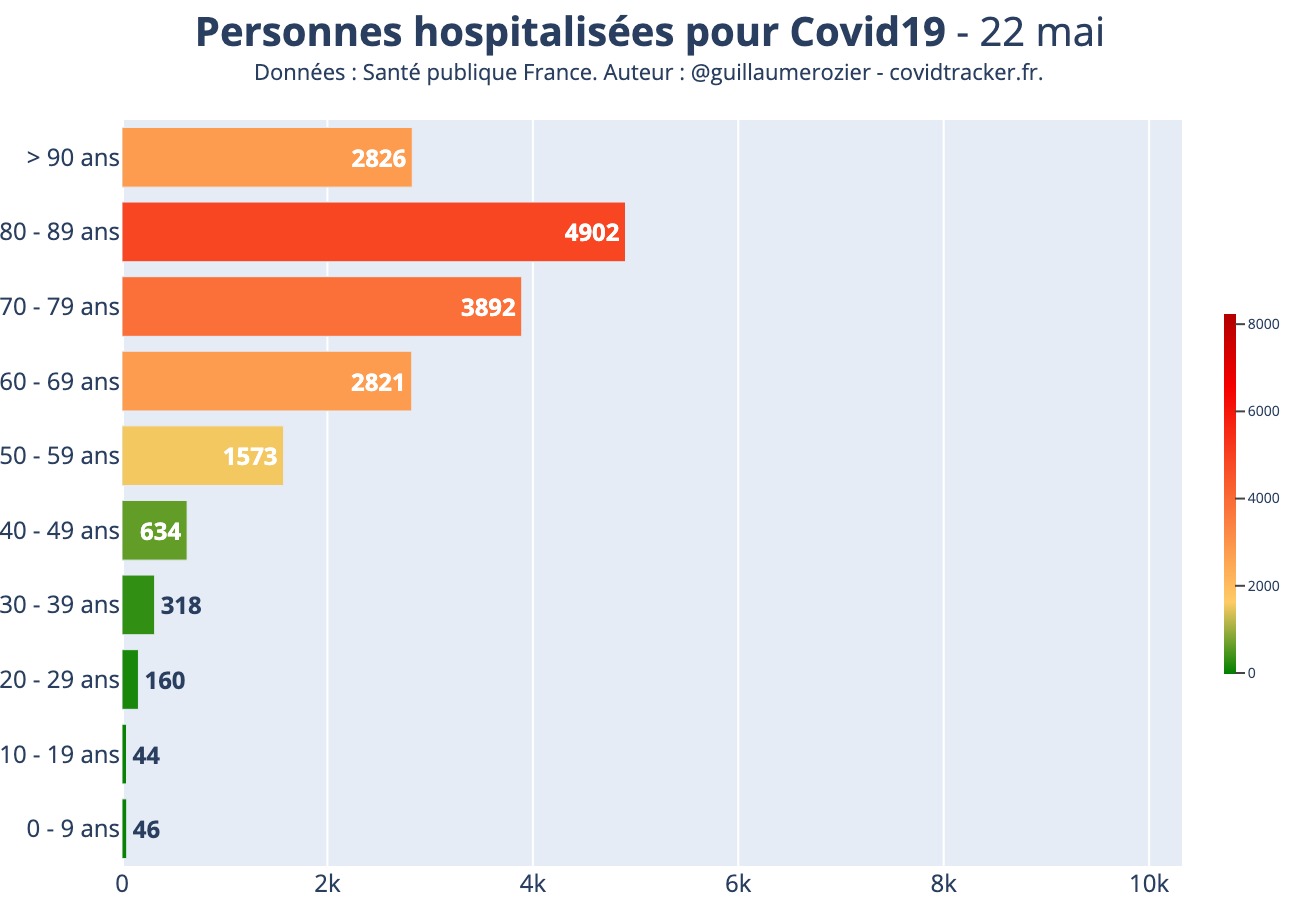 Personnes hospitalisées pour Covid19 - 22 mai
Données : Santé publique France. Auteur : @guillaumerozier - covidtracker.fr.
> 90 ans 2826
80 - 89 ans 4902
70 - 79 ans 3892
60 - 69 ans 2821
50 - 59 ans 1573
40 - 49 ans 634
30 - 39 ans 318
20 - 29 ans 160
10 - 19 ans 44
0 - 9 ans 46
0 2k 4k 6k 8k 10k
8000
6000
4000
2000
0